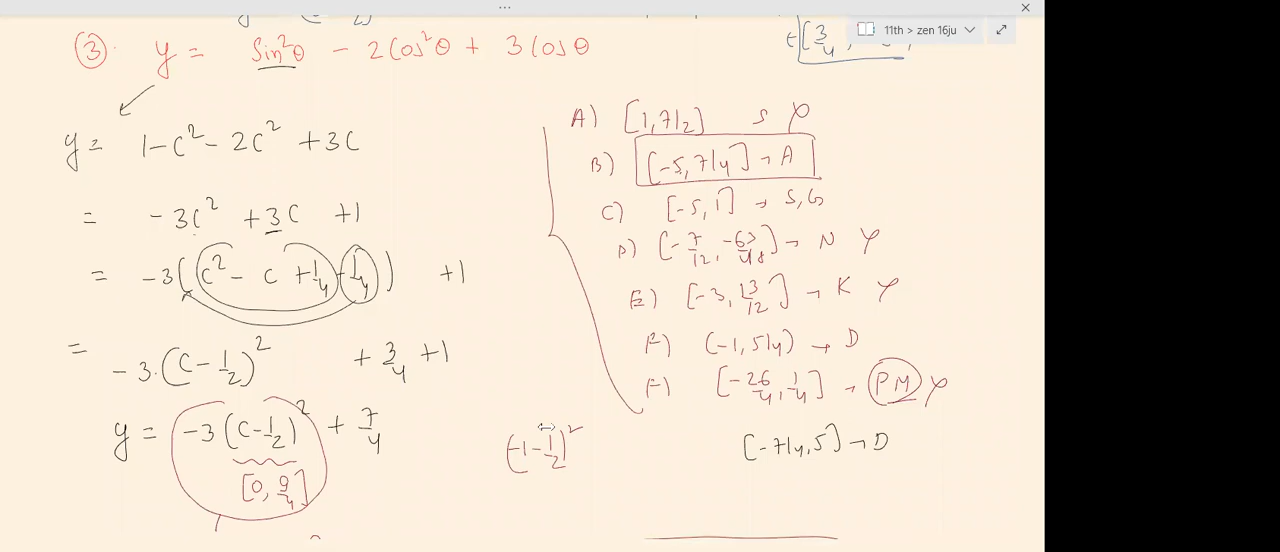 11th > zen 16ju
③. y = Sin²θ - 2Cos²θ + 3Cosθ
[3/4
y = 1-c² - 2c² + 3c
= -3c² + 3c + 1
= -3(c² - c + 1/4 - 1/4) + 1
= -3.(c - 1/2)² + 3/4 + 1
y = -3(c - 1/2)² + 7/4
[0, 9/4]
A) [1, 7/2] S φ
B) [-5, 7/4] → A
C) [-5, 1] → S, G
D) [-7/12, -63/48] → N φ
E) [-3, 13/12] → K φ
F) (-1, 5/4) → D
F) [-26/4, 1/4] → PM φ
(-1 - 1/2)²
[-7/4, 5] → D